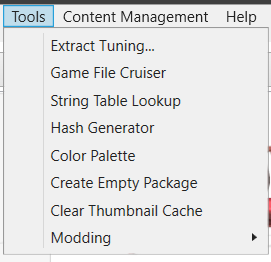 Tools Content Management Help
Extract Tuning...
Game File Cruiser
String Table Lookup
Hash Generator
Color Palette
Create Empty Package
Clear Thumbnail Cache
Modding